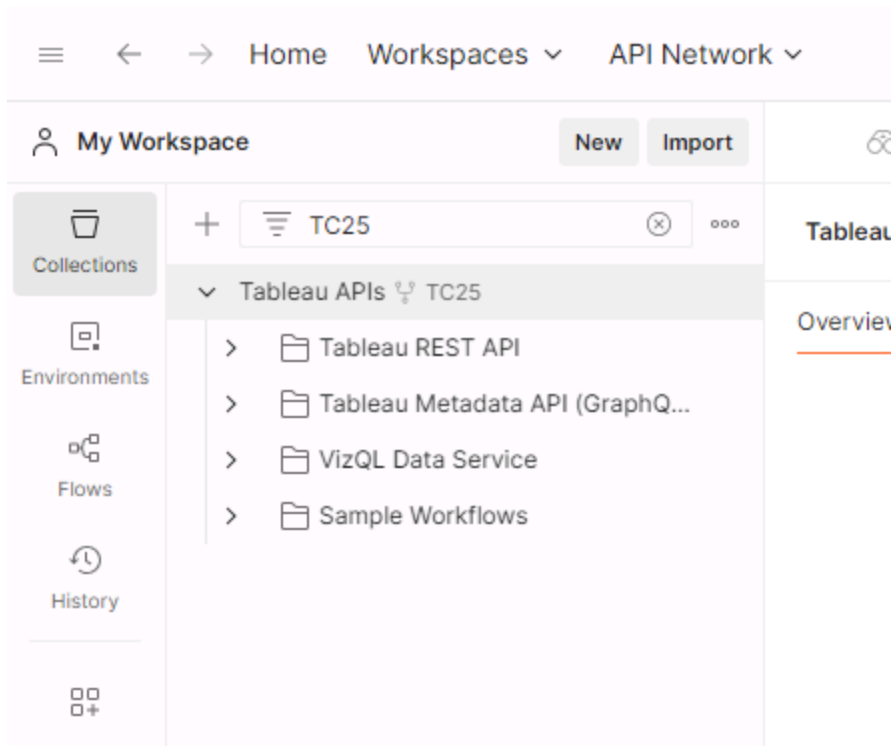 Home Workspaces API Network
My Workspace New Import
Collections
TC25
Tableau
Tableau APIs TC25
Overview
Environments
Tableau REST API
Tableau Metadata API (GraphQ...
Flows
VizQL Data Service
Sample Workflows
History